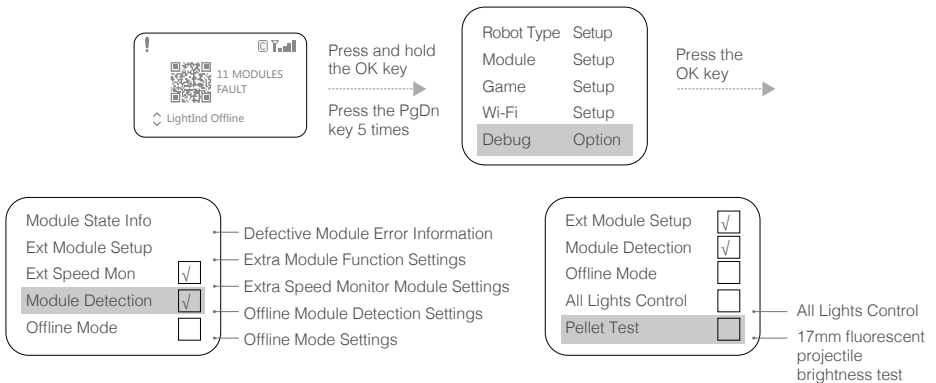 !
11 MODULES
FAULT
LightInd Offline
Press and hold
the OK key
Press the PgDn
key 5 times
Robot Type Setup
Module Setup
Game Setup
Wi-Fi Setup
Debug Option
Press the
OK key
Module State Info
Ext Module Setup
Ext Speed Mon √
Module Detection √
Offline Mode
Defective Module Error Information
Extra Module Function Settings
Extra Speed Monitor Module Settings
Offline Module Detection Settings
Offline Mode Settings
Ext Module Setup √
Module Detection √
Offline Mode
All Lights Control
Pellet Test
All Lights Control
17mm fluorescent
projectile
brightness test